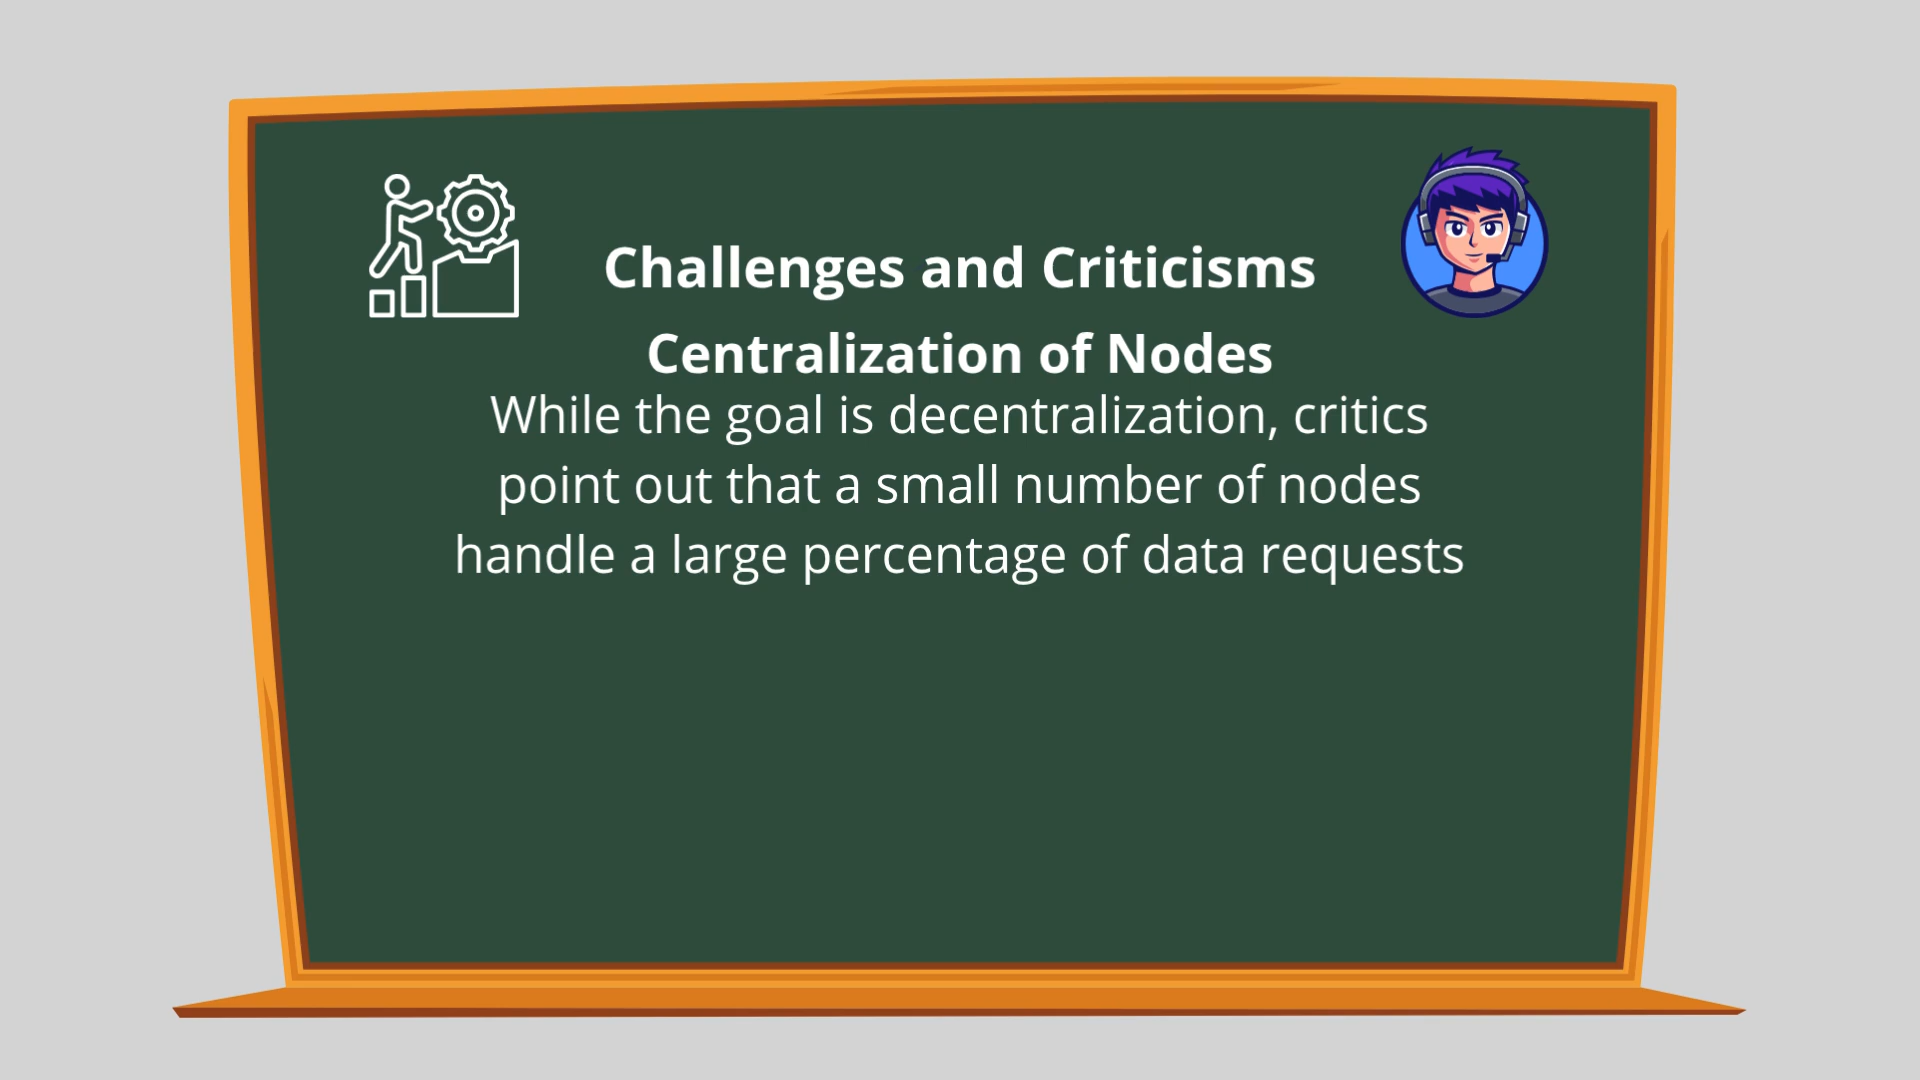 Challenges and Criticisms
Centralization of Nodes
While the goal is decentralization, critics
point out that a small number of nodes
handle a large percentage of data requests